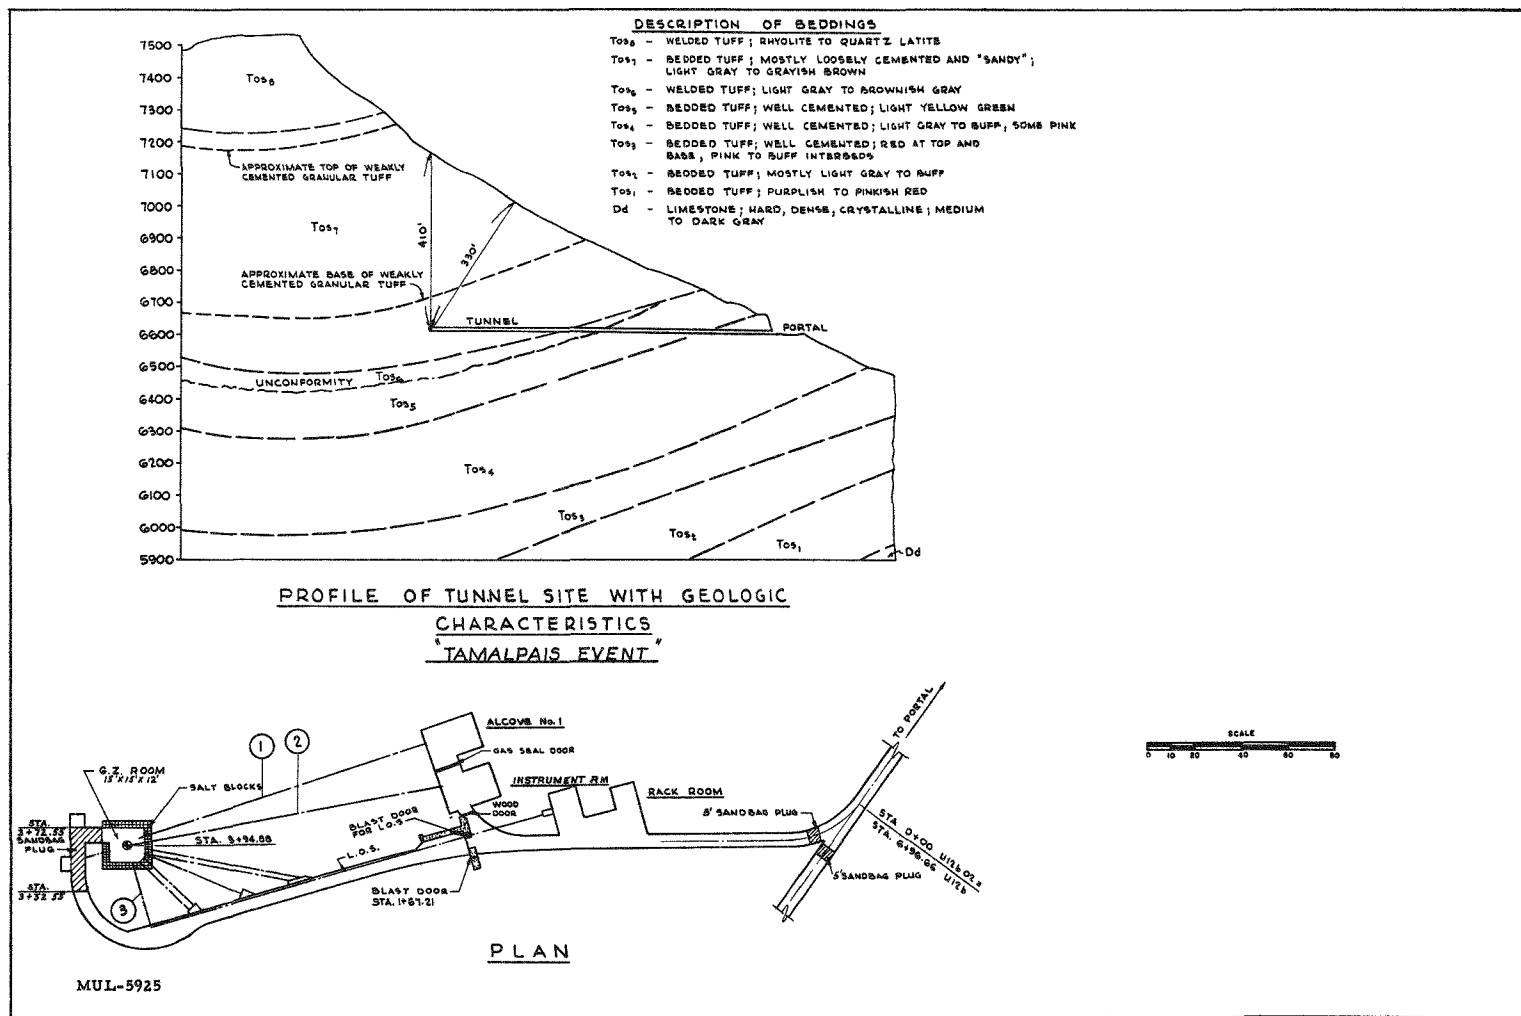 DESCRIPTION OF BEDDINGS
Tos8 - WELDED TUFF; RHYOLITE TO QUARTZ LATITE
Tos7 - BEDDED TUFF; MOSTLY LOOSELY CEMENTED AND "SANDY";
LIGHT GRAY TO GRAYISH BROWN
Tos6 - WELDED TUFF; LIGHT GRAY TO BROWNISH GRAY
Tos5 - BEDDED TUFF; WELL CEMENTED; LIGHT YELLOW GREEN
Tos4 - BEDDED TUFF; WELL CEMENTED; LIGHT GRAY TO BUFF, SOME PINK
Tos3 - BEDDED TUFF; WELL CEMENTED; RED AT TOP AND
BASE, PINK TO BUFF INTERBEDS
Tos2 - BEDDED TUFF; MOSTLY LIGHT GRAY TO BUFF
Tos1 - BEDDED TUFF; PURPLISH TO PINKISH RED
Dd - LIMESTONE; HARD, DENSE, CRYSTALLINE; MEDIUM
TO DARK GRAY
7500
7400
7300
7200
7100
7000
6900
6800
6700
6600
6500
6400
6300
6200
6100
6000
5900
Tos8
APPROXIMATE TOP OF WEAKLY
CEMENTED GRANULAR TUFF
Tos7
410'
330'
APPROXIMATE BASE OF WEAKLY
CEMENTED GRANULAR TUFF
TUNNEL
PORTAL
UNCONFORMITY
Tos6
Tos5
Tos4
Tos3
Tos2
Tos1
Dd
PROFILE OF TUNNEL SITE WITH GEOLOGIC
CHARACTERISTICS
"TAMALPAIS EVENT"
TO PORTAL
ALCOVE No. 1
1
2
GAS SEAL DOOR
G.Z. ROOM
15'X15'X12'
SALT BLOCKS
INSTRUMENT RM
RACK ROOM
WOOD
DOOR
BLAST DOOR
FOR L.O.S.
5' SANDBAG PLUG
STA.
3+72.55
SANDBAG
PLUG
STA. 3+94.88
L.O.S.
STA 0+00 U12b 02
STA. 6+96.66 U12b
5' SANDBAG PLUG
STA.
3+52.55
BLAST DOOR
STA. 1+87.21
3
SCALE
0 10 20 40 60 80
PLAN
MUL-5925